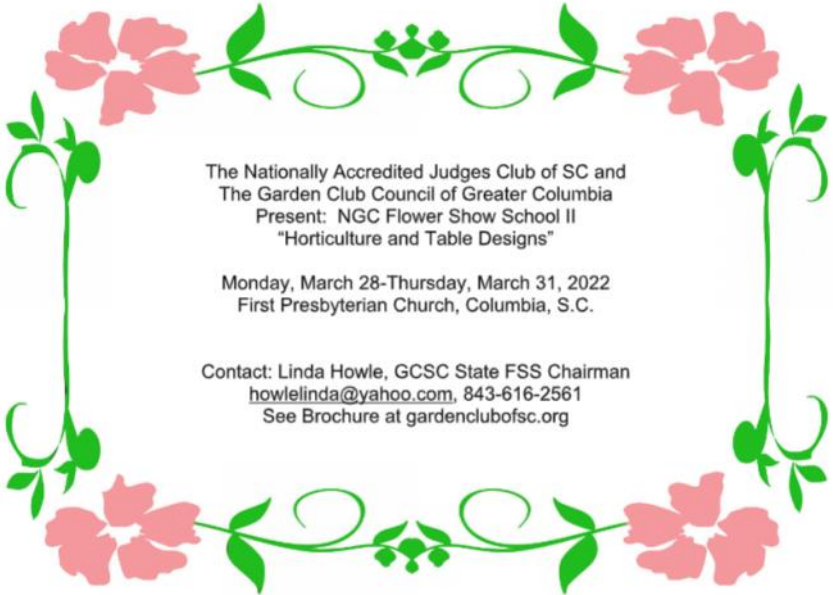 The Nationally Accredited Judges Club of SC and
The Garden Club Council of Greater Columbia
Present:  NGC Flower Show School II
“Horticulture and Table Designs”
Monday, March 28-Thursday, March 31, 2022
First Presbyterian Church, Columbia, S.C.
Contact: Linda Howle, GCSC State FSS Chairman
howlelinda@yahoo.com, 843-616-2561
See Brochure at gardenclubofsc.org